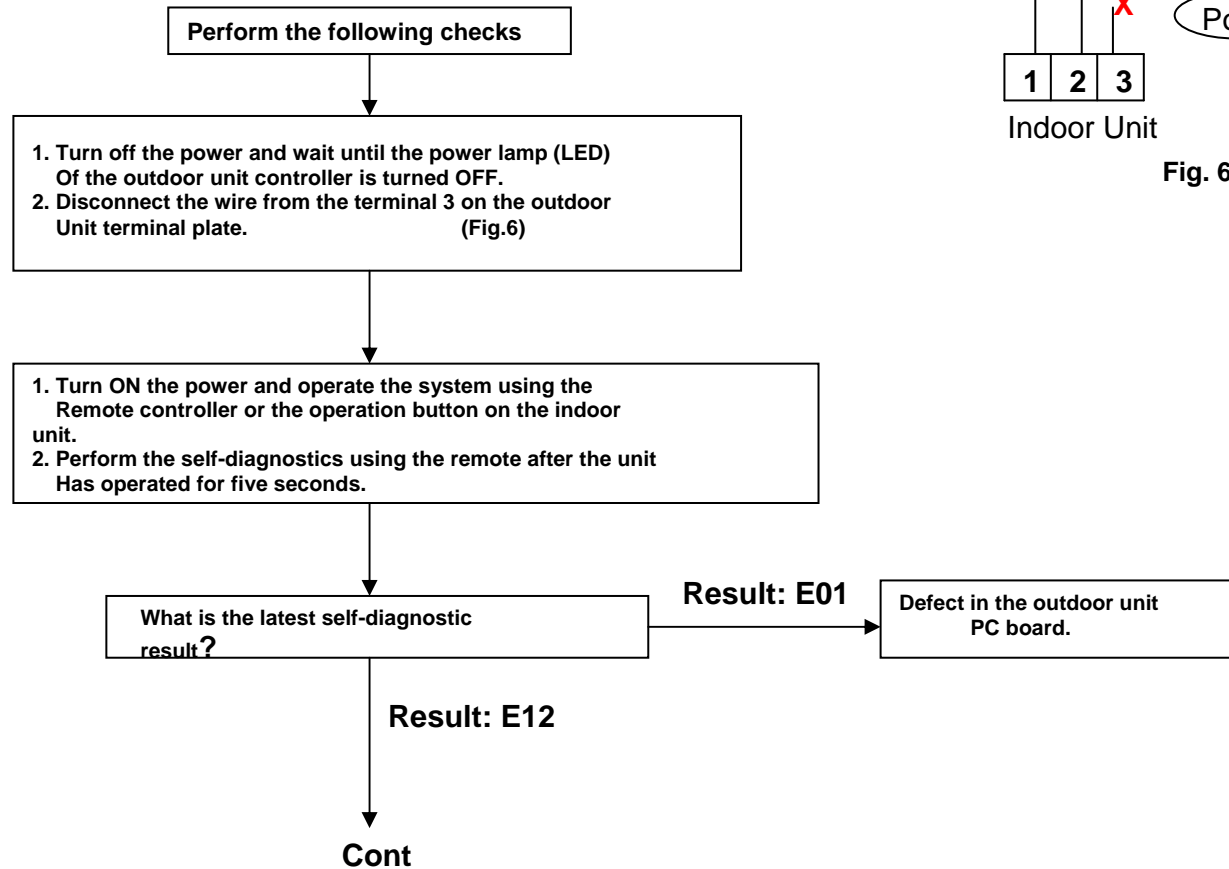 Perform the following checks
1. Turn off the power and wait until the power lamp (LED)
Of the outdoor unit controller is turned OFF.
2. Disconnect the wire from the terminal 3 on the outdoor
Unit terminal plate. (Fig.6)
1. Turn ON the power and operate the system using the
Remote controller or the operation button on the indoor
unit.
2. Perform the self-diagnostics using the remote after the unit
Has operated for five seconds.
What is the latest self-diagnostic
result?
Result: E01
Defect in the outdoor unit
PC board.
Result: E12
Cont
X
1 2 3
Indoor Unit
Fig. 6